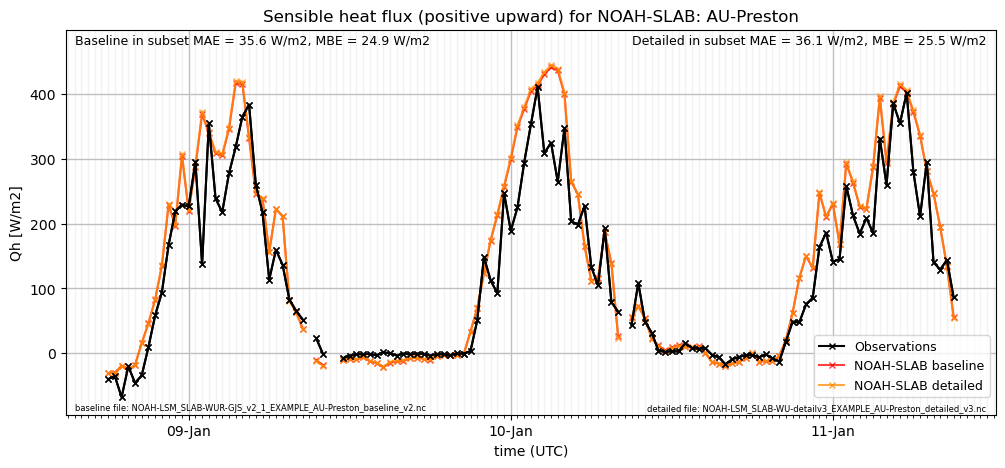 Sensible heat flux (positive upward) for NOAH-SLAB: AU-Preston
Baseline in subset MAE = 35.6 W/m2, MBE = 24.9 W/m2
Detailed in subset MAE = 36.1 W/m2, MBE = 25.5 W/m2
Qh [W/m2]
400
300
200
100
0
Observations
NOAH-SLAB baseline
NOAH-SLAB detailed
baseline file: NOAH-LSM_SLAB-WUR-GJS_v2_1_EXAMPLE_AU-Preston_baseline_v2.nc
detailed file: NOAH-LSM_SLAB-WU-detailv3_EXAMPLE_AU-Preston_detailed_v3.nc
09-Jan
10-Jan
11-Jan
time (UTC)